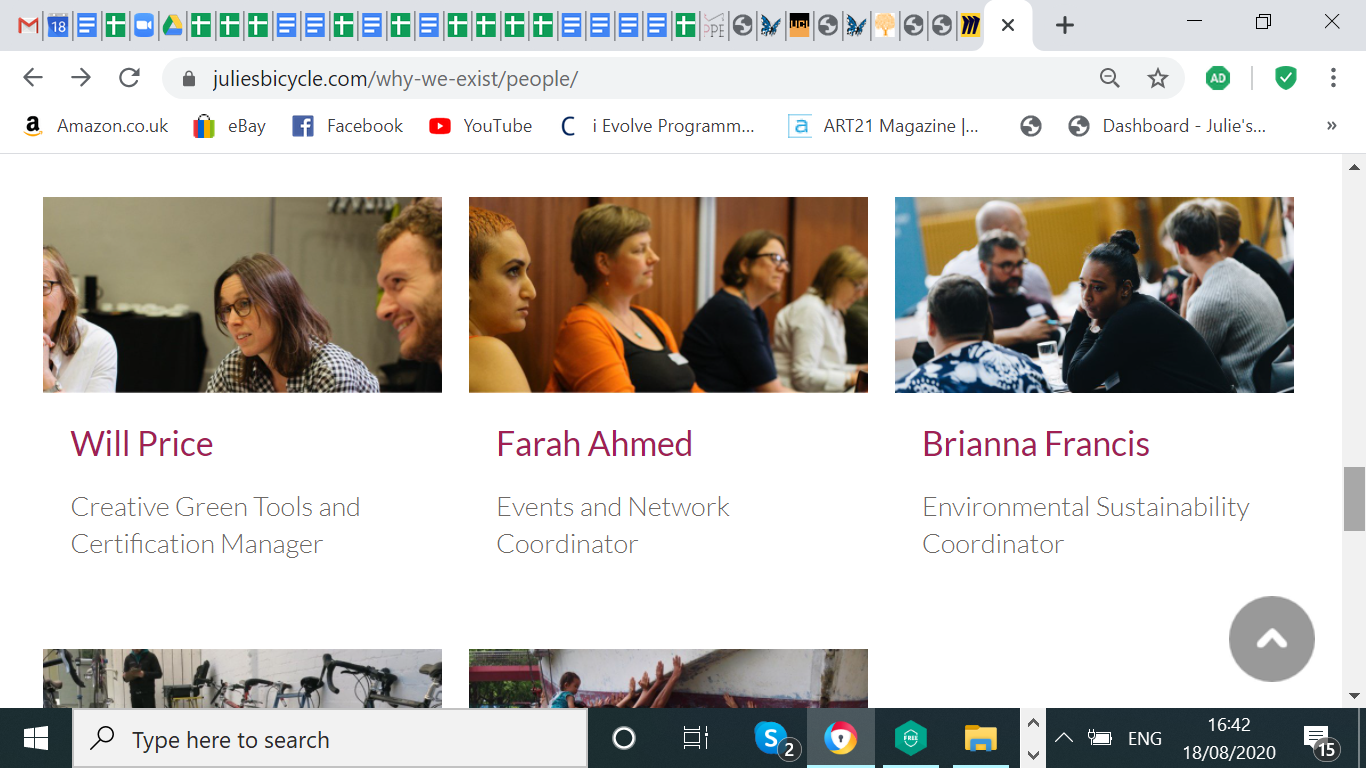 18
UCL
juliesbicycle.com/why-we-exist/people/
AD
Amazon.co.uk
eBay
Facebook
YouTube
i Evolve Programm...
ART21 Magazine |...
Dashboard - Julie's...
»
Will Price
Farah Ahmed
Brianna Francis
Creative Green Tools and
Certification Manager
Events and Network
Coordinator
Environmental Sustainability
Coordinator
Type here to search
2
FREE
ENG
16:42
18/08/2020
15